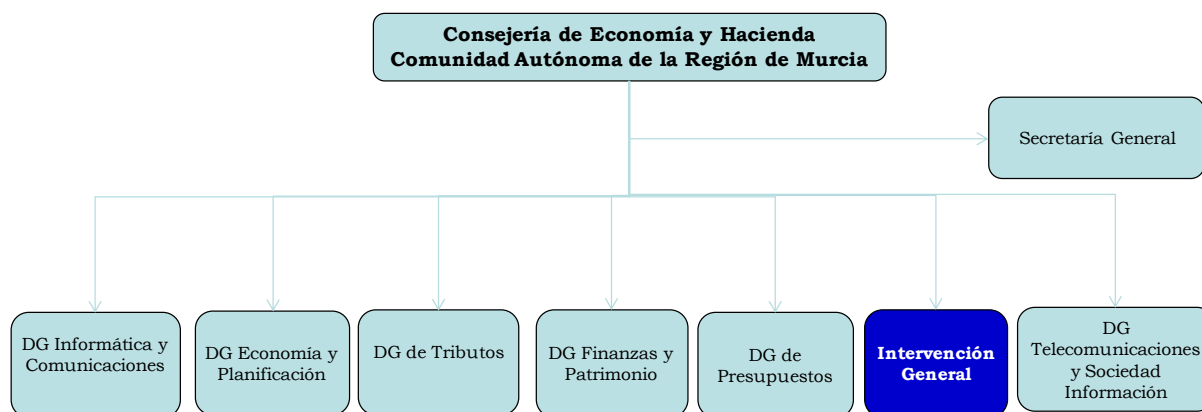 Consejería de Economía y Hacienda
Comunidad Autónoma de la Región de Murcia
Secretaría General
DG Informática y
Comunicaciones
DG Economía y
Planificación
DG de Tributos
DG Finanzas y
Patrimonio
DG de
Presupuestos
Intervención
General
DG
Telecomunicaciones
y Sociedad
Información